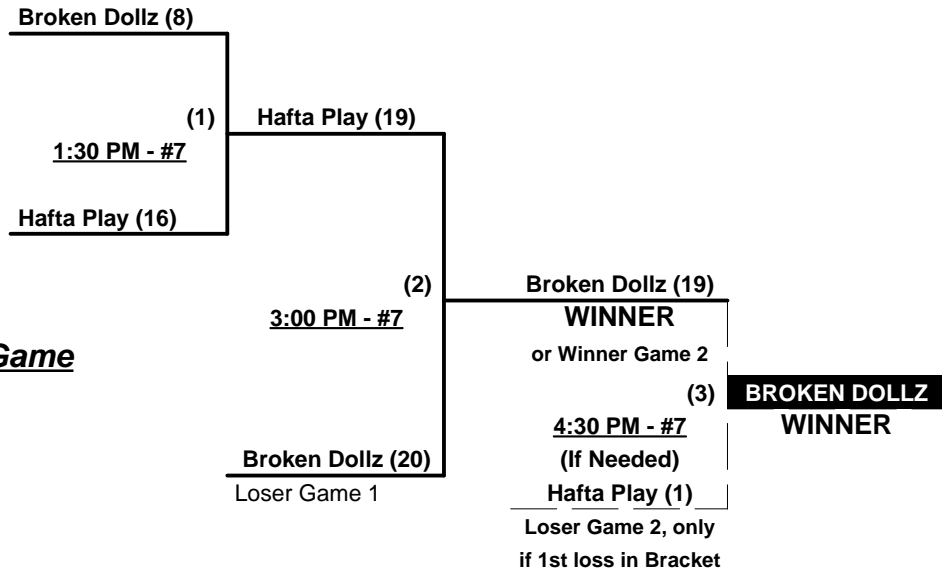 Broken Dollz (8)
(1)
Hafta Play (19)
1:30 PM - #7
Hafta Play (16)
(2)
Broken Dollz (19)
3:00 PM - #7
WINNER
or Winner Game 2
Game
(3)
BROKEN DOLLZ
4:30 PM - #7
WINNER
Broken Dollz (20)
(If Needed)
Loser Game 1
Hafta Play (1)
Loser Game 2, only
if 1st loss in Bracket